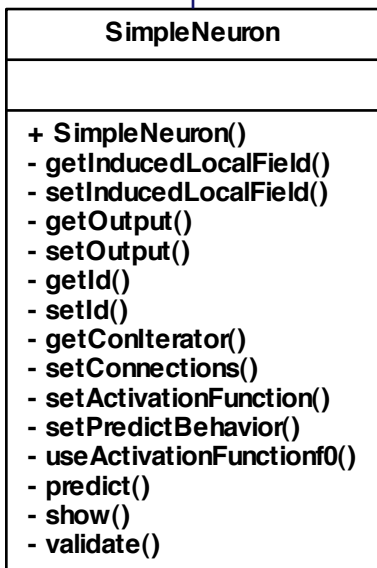 SimpleNeuron
+ SimpleNeuron()
- getInducedLocalField()
- setInducedLocalField()
- getOutput()
- setOutput()
- getId()
- setId()
- getConIterator()
- setConnections()
- setActivationFunction()
- setPredictBehavior()
- useActivationFunctionf0()
- predict()
- show()
- validate()